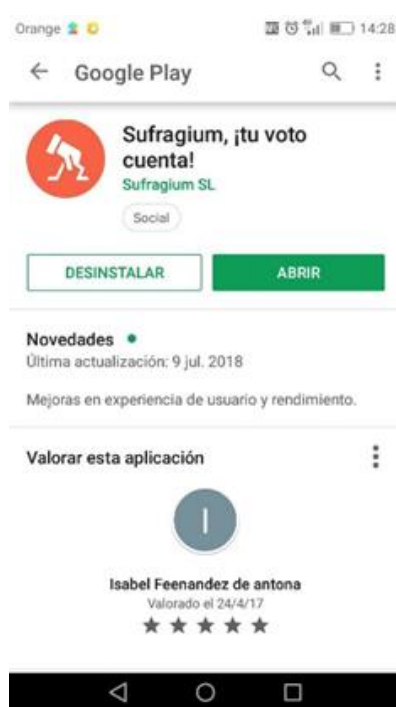 Orange 14:28
Google Play
Sufragium, ¡tu voto
cuenta!
Sufragium SL
Social
DESINSTALAR ABRIR
Novedades
Última actualización: 9 jul. 2018
Mejoras en experiencia de usuario y rendimiento.
Valorar esta aplicación
I
Isabel Feenandez de antona
Valorado el 24/4/17